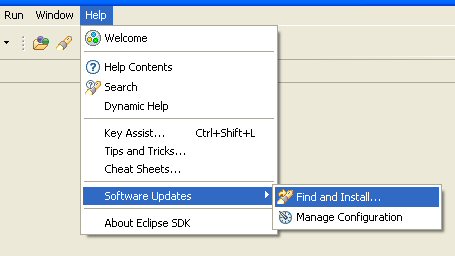 Run Window Help
Welcome
Help Contents
Search
Dynamic Help
Key Assist... Ctrl+Shift+L
Tips and Tricks...
Cheat Sheets...
Software Updates
Find and Install...
Manage Configuration
About Eclipse SDK